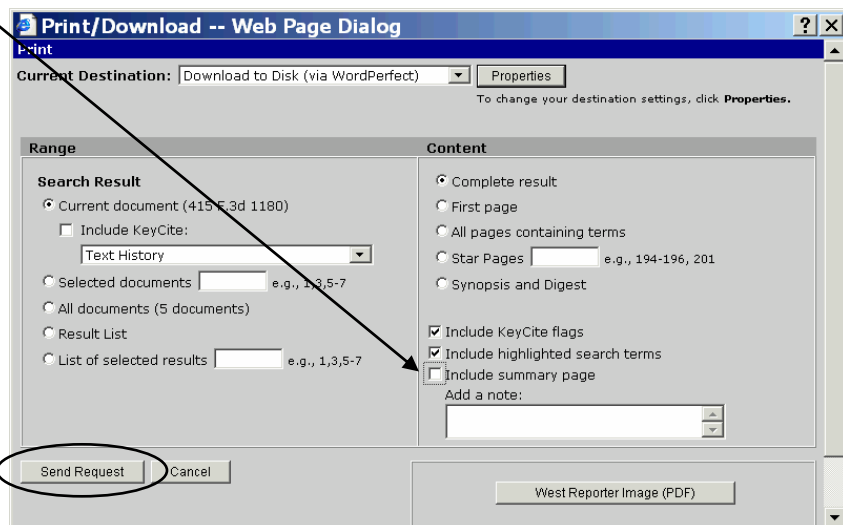 Print/Download -- Web Page Dialog
Print
Current Destination: Download to Disk (via WordPerfect) Properties
To change your destination settings, click Properties.
Range
Search Result
Current document (415 F.3d 1180)
Include KeyCite:
Text History
Selected documents e.g., 1,3,5-7
All documents (5 documents)
Result List
List of selected results e.g., 1,3,5-7
Content
Complete result
First page
All pages containing terms
Star Pages e.g., 194-196, 201
Synopsis and Digest
Include KeyCite flags
Include highlighted search terms
Include summary page
Add a note:
Send Request Cancel
West Reporter Image (PDF)